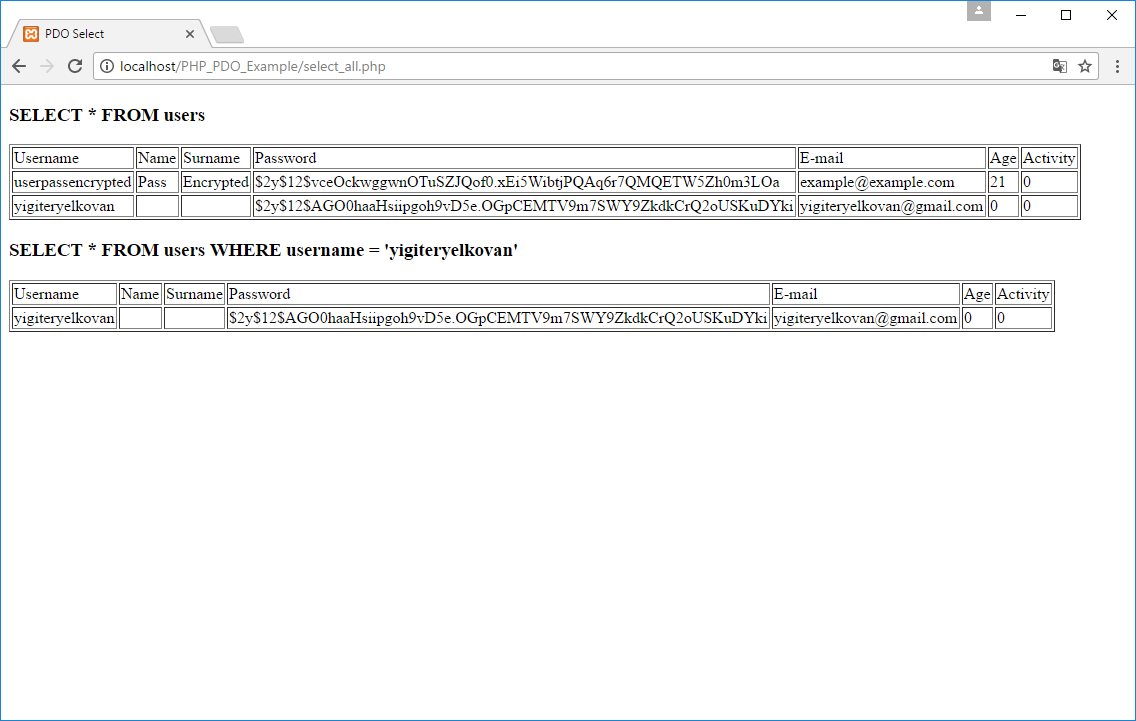 PDO Select
localhost/PHP_PDO_Example/select_all.php
SELECT * FROM users
Username Name Surname Password E-mail Age Activity
userpassencrypted Pass Encrypted $2y$12$vceOckwggwnOTuSZJQof0.xEi5WibtjPQAq6r7QMQETW5Zh0m3LOa example@example.com 21 0
yigiteryelkovan $2y$12$AGO0haaHsiipgoh9vD5e.OGpCEMTV9m7SWY9ZkdkCrQ2oUSKuDYki yigiteryelkovan@gmail.com 0 0
SELECT * FROM users WHERE username = 'yigiteryelkovan'
Username Name Surname Password E-mail Age Activity
yigiteryelkovan $2y$12$AGO0haaHsiipgoh9vD5e.OGpCEMTV9m7SWY9ZkdkCrQ2oUSKuDYki yigiteryelkovan@gmail.com 0 0